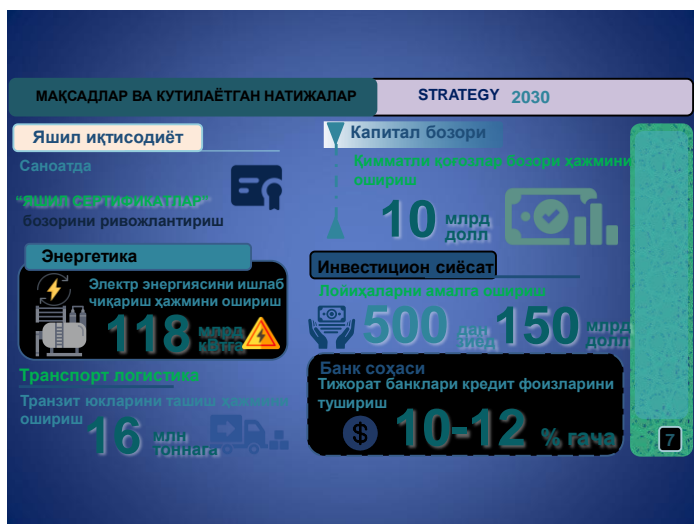 МАҚСАДЛАР ВА КУТИЛАЁТГАН НАТИЖАЛАР
STRATEGY 2030
Яшил иқтисодиёт
Саноатда
“ЯШИЛ СЕРТИФИКАТЛАР”
бозорини ривожлантириш
Энергетика
Электр энергиясини ишлаб
чиқариш ҳажмини ошириш
118 млрд
кВтга
Транспорт логистика
Транзит юкларини ташиш ҳажмини
ошириш
16 млн
тоннага
Капитал бозори
Қимматли қоғозлар бозори ҳажмини
ошириш
10 млрд
долл
Инвестицион сиёсат
Лойиҳаларни амалга ошириш
500 дан
зиёд
150 млрд
долл
Банк соҳаси
Тижорат банклари кредит фоизларини
тушириш
$ 10-12 % гача
7